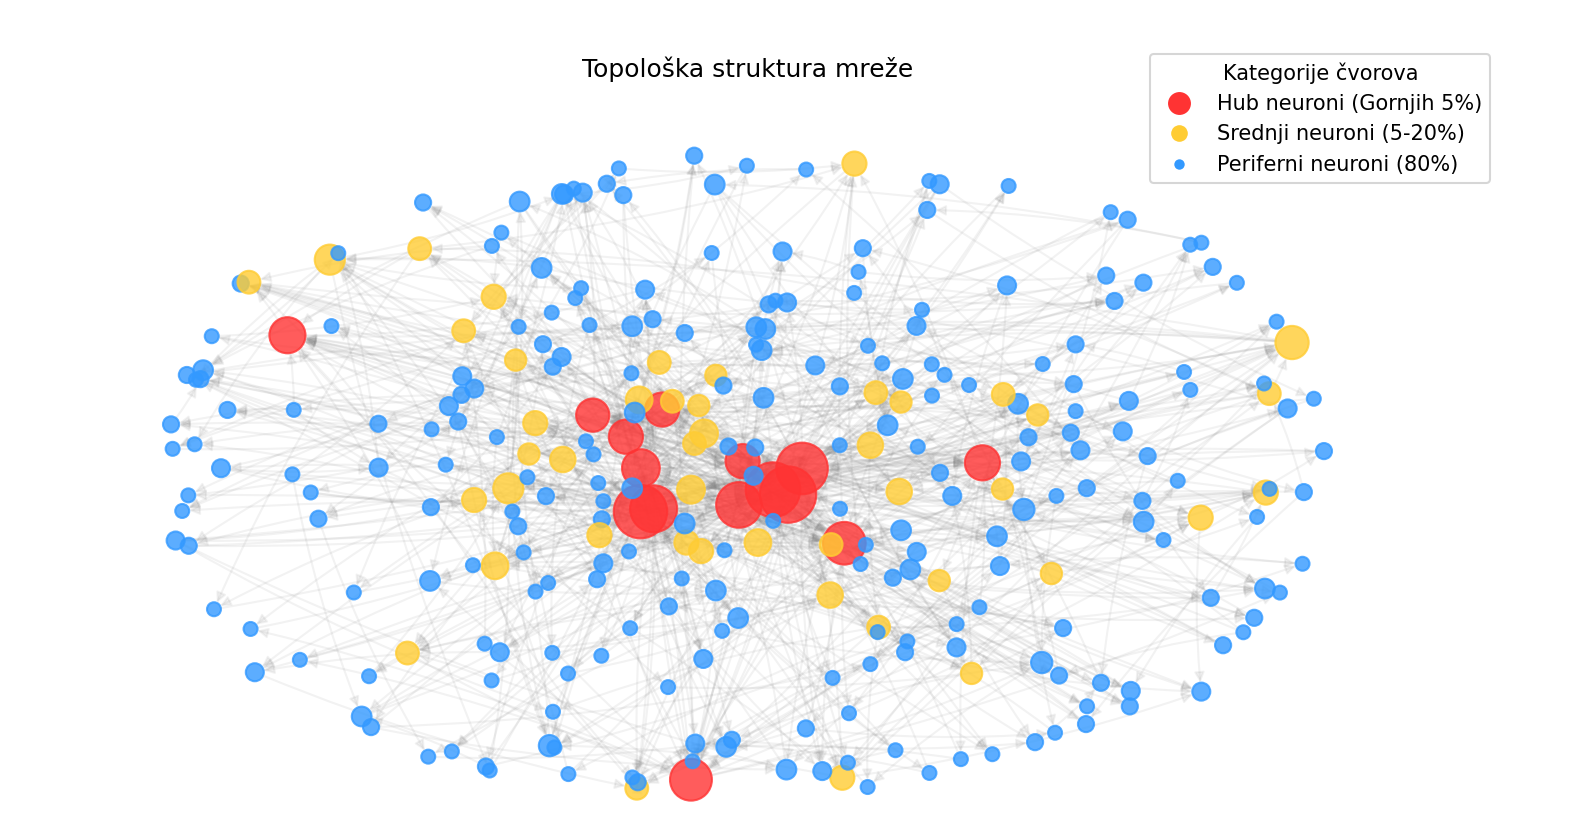 Topološka struktura mreže
Kategorije čvorova
Hub neuroni (Gornjih 5%)
Srednji neuroni (5-20%)
Periferni neuroni (80%)